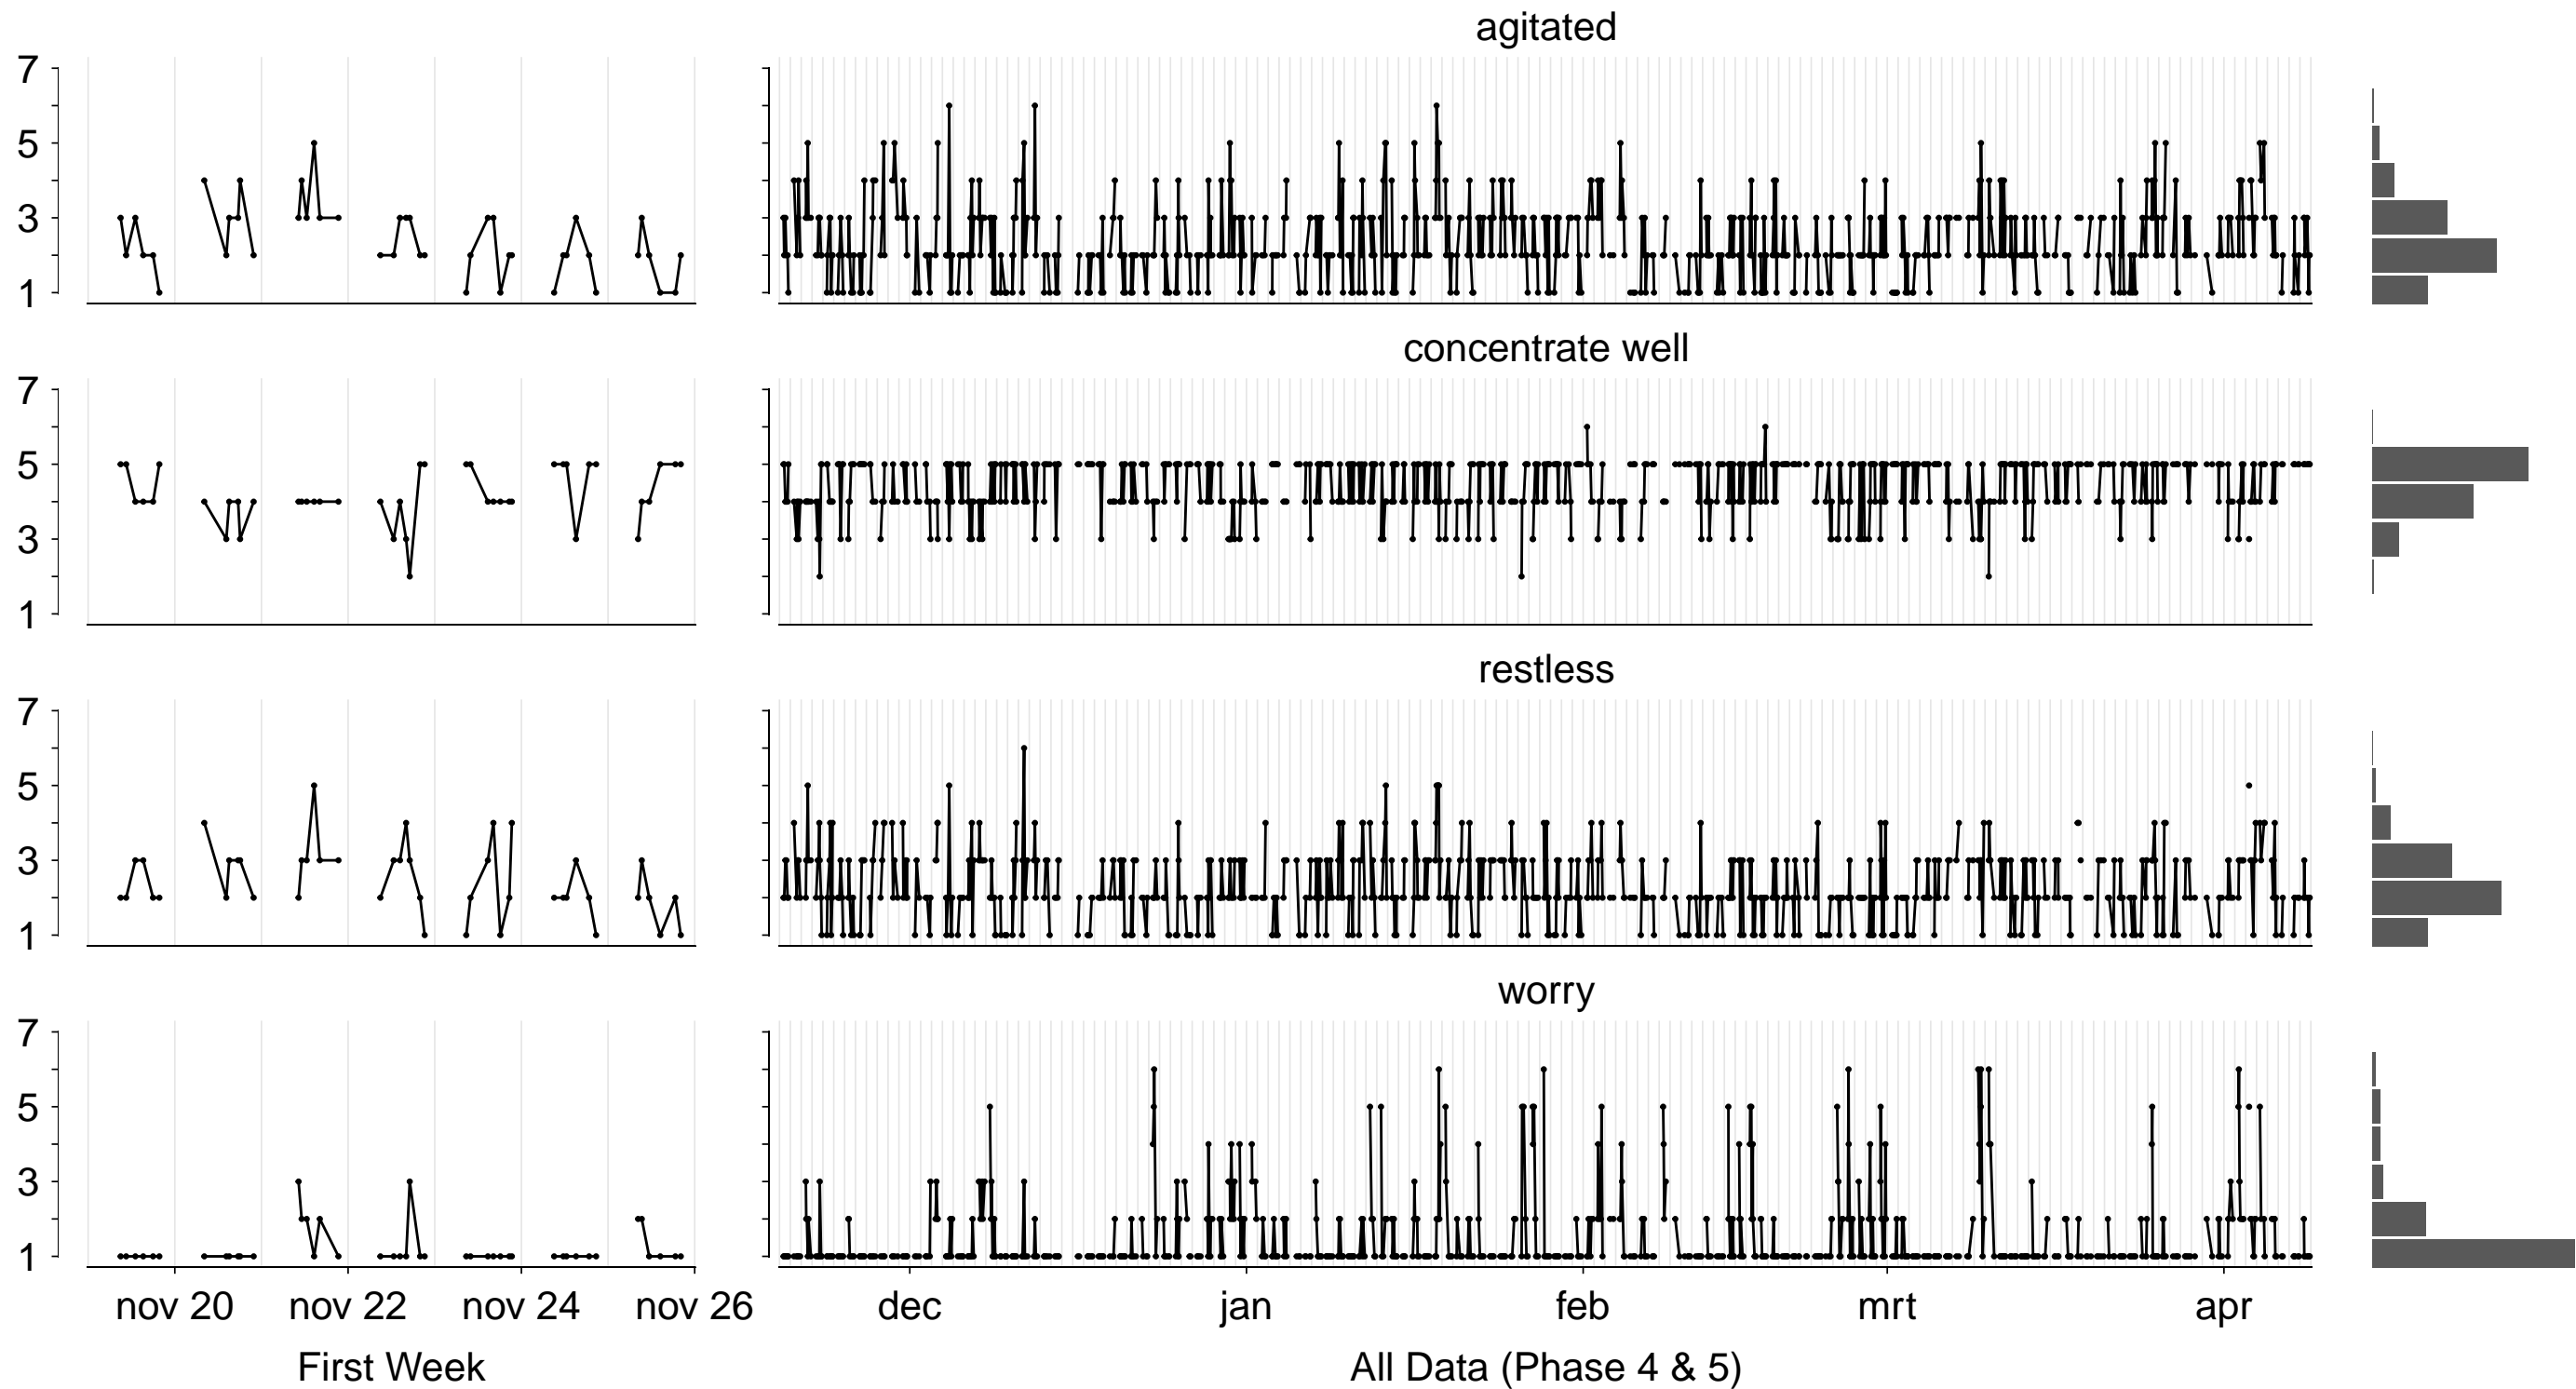 agitated
7
5
3
1
concentrate well
7
5
3
1
restless
7
5
3
1
worry
7
5
3
1
nov 20 nov 22 nov 24 nov 26 dec jan feb mrt apr
First Week All Data (Phase 4 & 5)